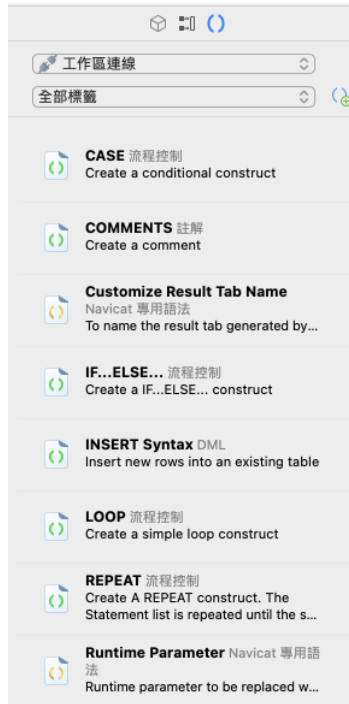 工作區連線
全部標籤
CASE 流程控制
Create a conditional construct
COMMENTS 註解
Create a comment
Customize Result Tab Name
Navicat 專用語法
To name the result tab generated by...
IF...ELSE... 流程控制
Create a IF...ELSE... construct
INSERT Syntax DML
Insert new rows into an existing table
LOOP 流程控制
Create a simple loop construct
REPEAT 流程控制
Create A REPEAT construct. The
Statement list is repeated until the s...
Runtime Parameter Navicat 專用語
法
Runtime parameter to be replaced w...